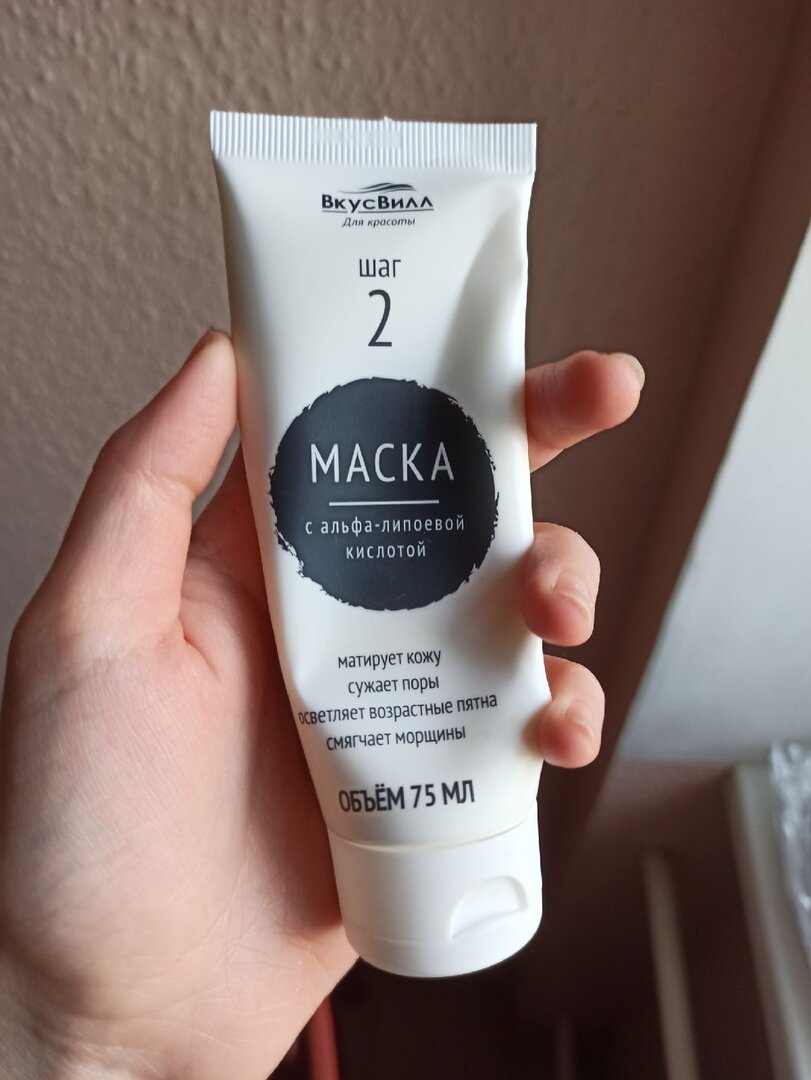 ВкусВилл
Для красоты
шаг
2
МАСКА
с альфа-липоевой
кислотой
матирует кожу
сужает поры
осветляет возрастные пятна
смягчает морщины
ОБЪЁМ 75 МЛ